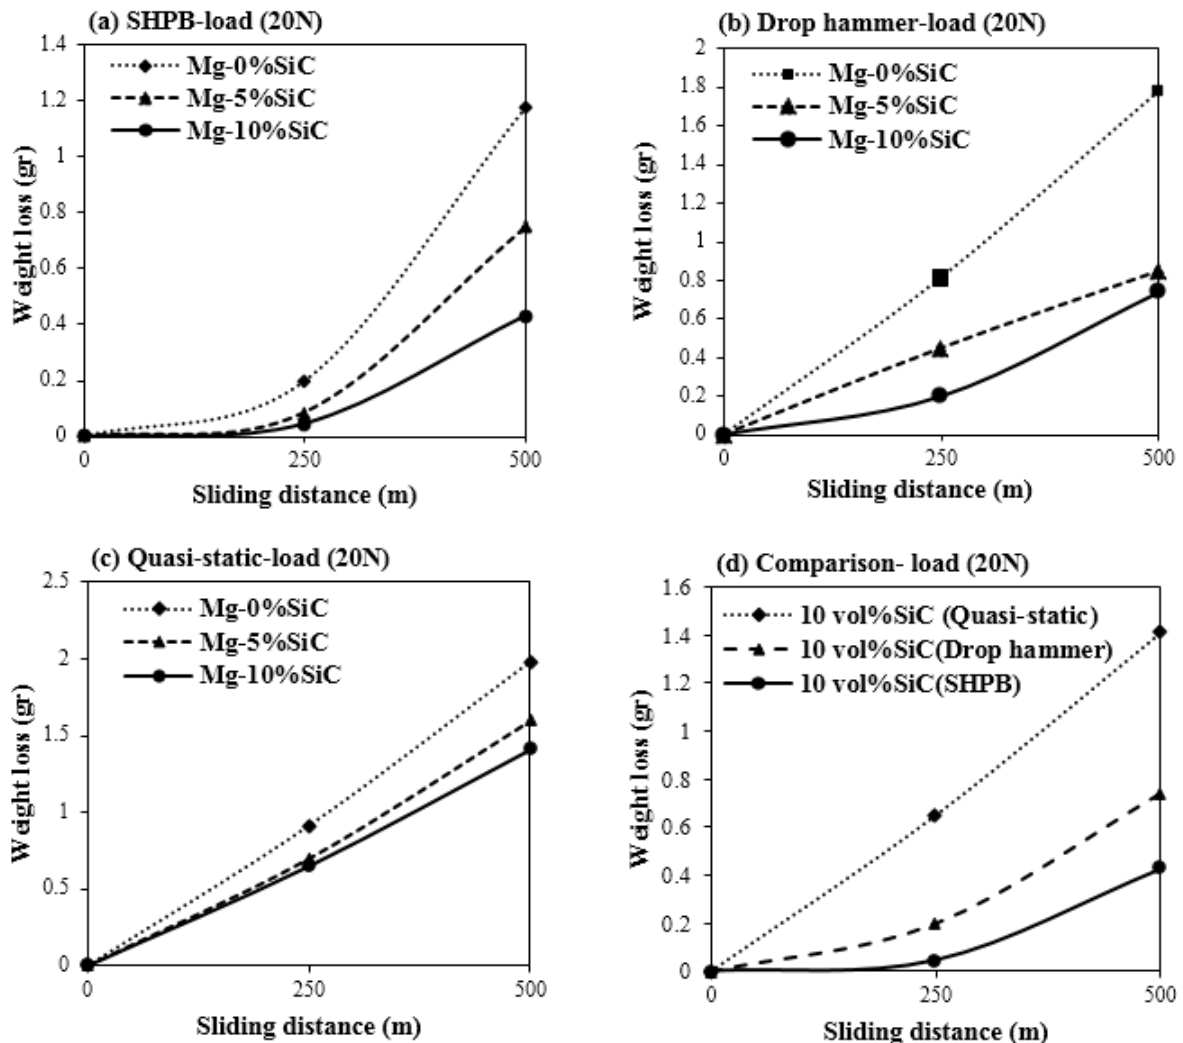 (a) SHPB-load (20N)
1.4
1.2
1
0.8
0.6
0.4
0.2
0
Mg-0%SiC
Mg-5%SiC
Mg-10%SiC
Weight loss (gr)
0
250
500
Sliding distance (m)
(b) Drop hammer-load (20N)
2
1.8
1.6
1.4
1.2
1
0.8
0.6
0.4
0.2
0
Mg-0%SiC
Mg-5%SiC
Mg-10%SiC
Weight loss (gr)
0
250
500
Sliding distance (m)
(c) Quasi-static-load (20N)
2.5
2
1.5
1
0.5
0
Mg-0%SiC
Mg-5%SiC
Mg-10%SiC
Weight loss (gr)
0
250
500
Sliding distance (m)
(d) Comparison- load (20N)
1.6
1.4
1.2
1
0.8
0.6
0.4
0.2
0
10 vol%SiC (Quasi-static)
10 vol%SiC(Drop hammer)
10 vol%SiC(SHPB)
Weight loss (gr)
0
250
500
Sliding distance (m)